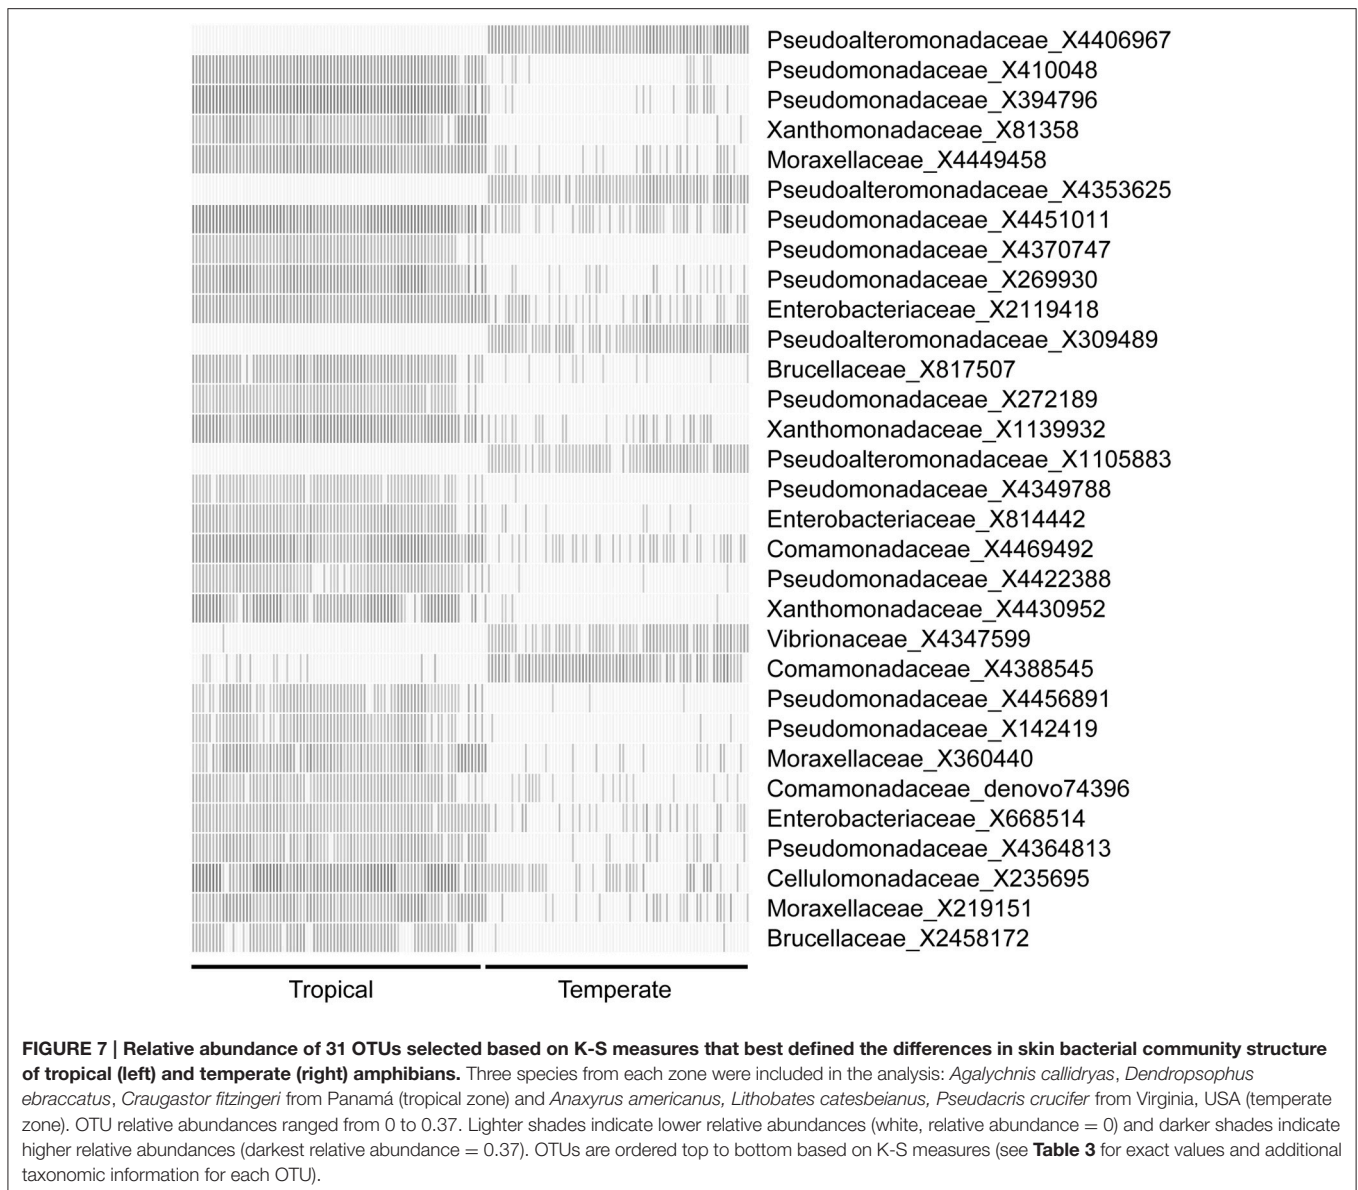 Pseudoalteromonadaceae_X4406967
Pseudomonadaceae_X410048
Pseudomonadaceae_X394796
Xanthomonadaceae_X81358
Moraxellaceae_X4449458
Pseudoalteromonadaceae_X4353625
Pseudomonadaceae_X4451011
Pseudomonadaceae_X4370747
Pseudomonadaceae_X269930
Enterobacteriaceae_X2119418
Pseudoalteromonadaceae_X309489
Brucellaceae_X817507
Pseudomonadaceae_X272189
Xanthomonadaceae_X1139932
Pseudoalteromonadaceae_X1105883
Pseudomonadaceae_X4349788
Enterobacteriaceae_X814442
Comamonadaceae_X4469492
Pseudomonadaceae_X4422388
Xanthomonadaceae_X4430952
Vibrionaceae_X4347599
Comamonadaceae_X4388545
Pseudomonadaceae_X4456891
Pseudomonadaceae_X142419
Moraxellaceae_X360440
Comamonadaceae_denovo74396
Enterobacteriaceae_X668514
Pseudomonadaceae_X4364813
Cellulomonadaceae_X235695
Moraxellaceae_X219151
Brucellaceae_X2458172
Tropical Temperate
FIGURE 7 | Relative abundance of 31 OTUs selected based on K-S measures that best defined the differences in skin bacterial community structure
of tropical (left) and temperate (right) amphibians. Three species from each zone were included in the analysis: Agalychnis callidryas, Dendropsophus
ebraccatus, Craugastor fitzingeri from Panamá (tropical zone) and Anaxyrus americanus, Lithobates catesbeianus, Pseudacris crucifer from Virginia, USA (temperate
zone). OTU relative abundances ranged from 0 to 0.37. Lighter shades indicate lower relative abundances (white, relative abundance = 0) and darker shades indicate
higher relative abundances (darkest relative abundance = 0.37). OTUs are ordered top to bottom based on K-S measures (see Table 3 for exact values and additional
taxonomic information for each OTU).